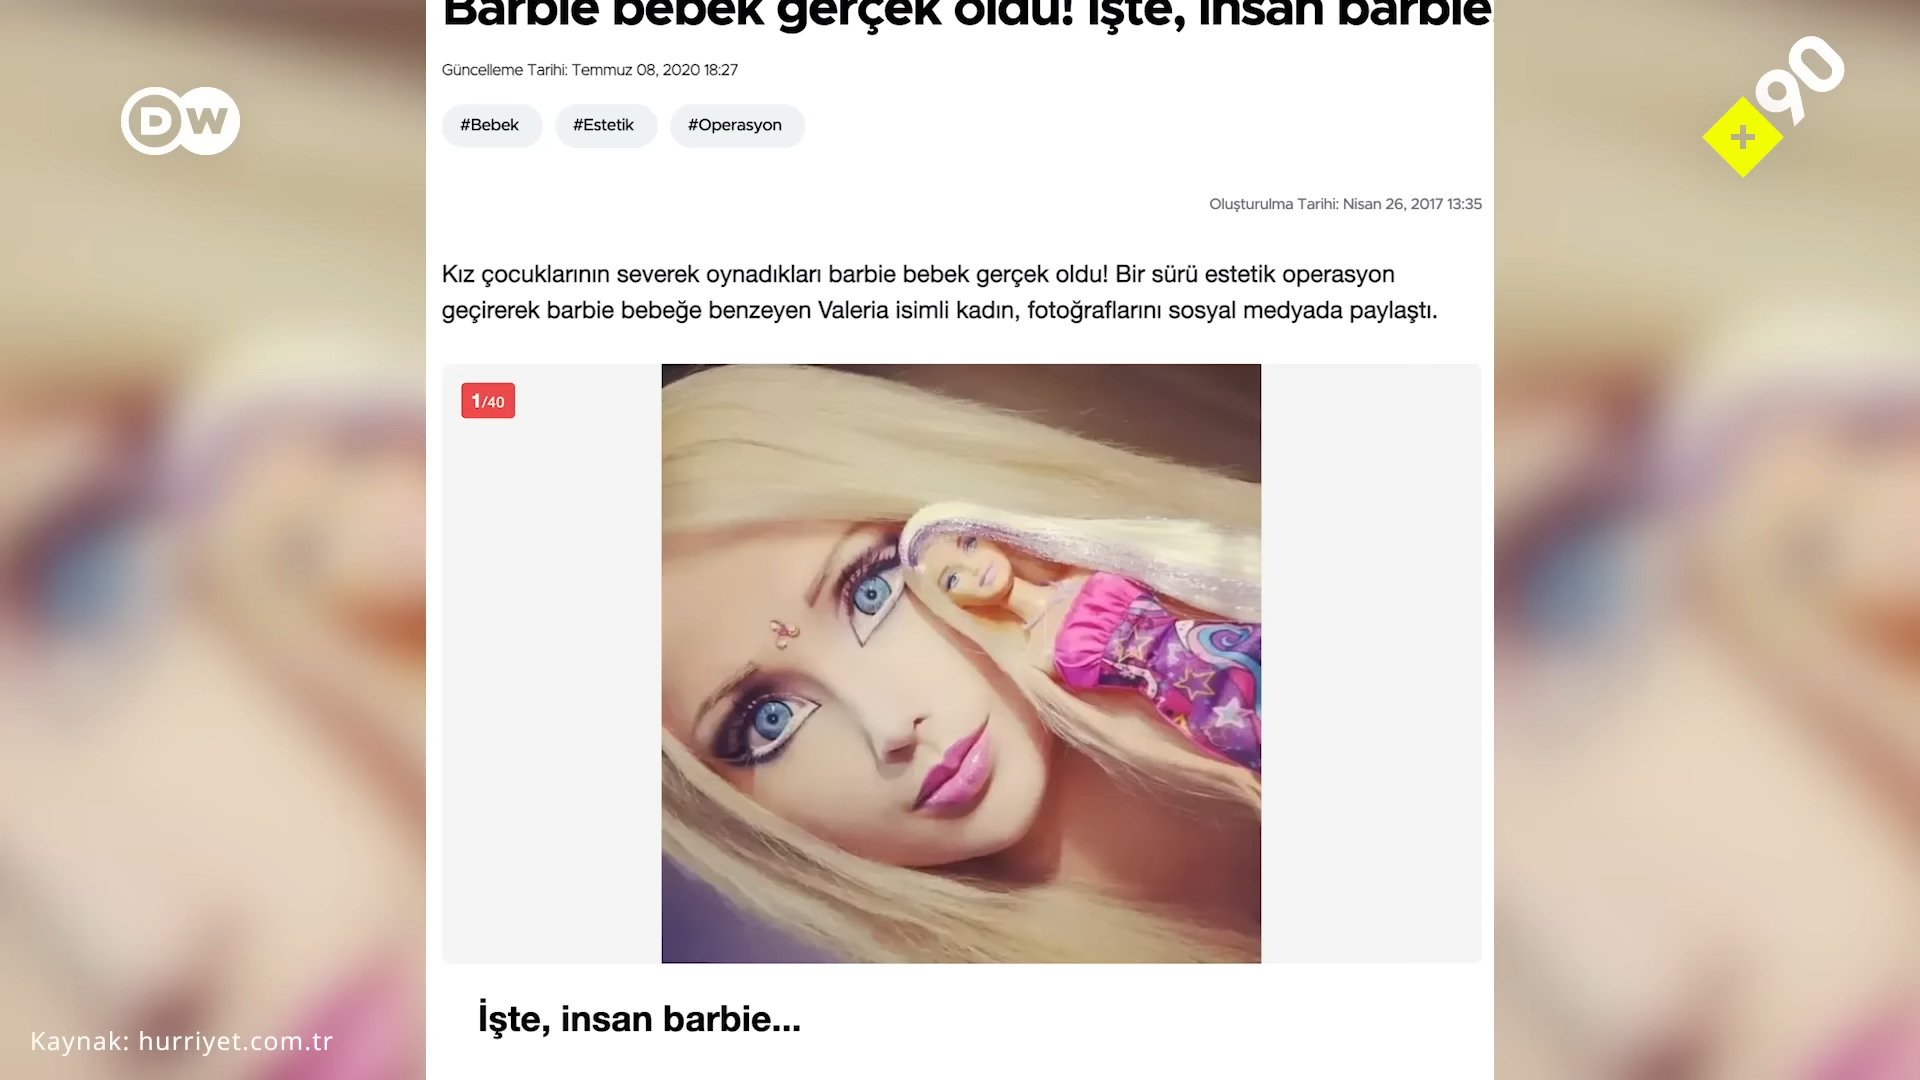 Barbie bebek gerçek oldu! İşte, insan barbie
Güncelleme Tarihi: Temmuz 08, 2020 18:27
#Bebek #Estetik #Operasyon
Oluşturulma Tarihi: Nisan 26, 2017 13:35
Kız çocuklarının severek oynadıkları barbie bebek gerçek oldu! Bir sürü estetik operasyon
geçirerek barbie bebeğe benzeyen Valeria isimli kadın, fotoğraflarını sosyal medyada paylaştı.
1/40
İşte, insan barbie...
Kaynak: hurriyet.com.tr
DW
+90